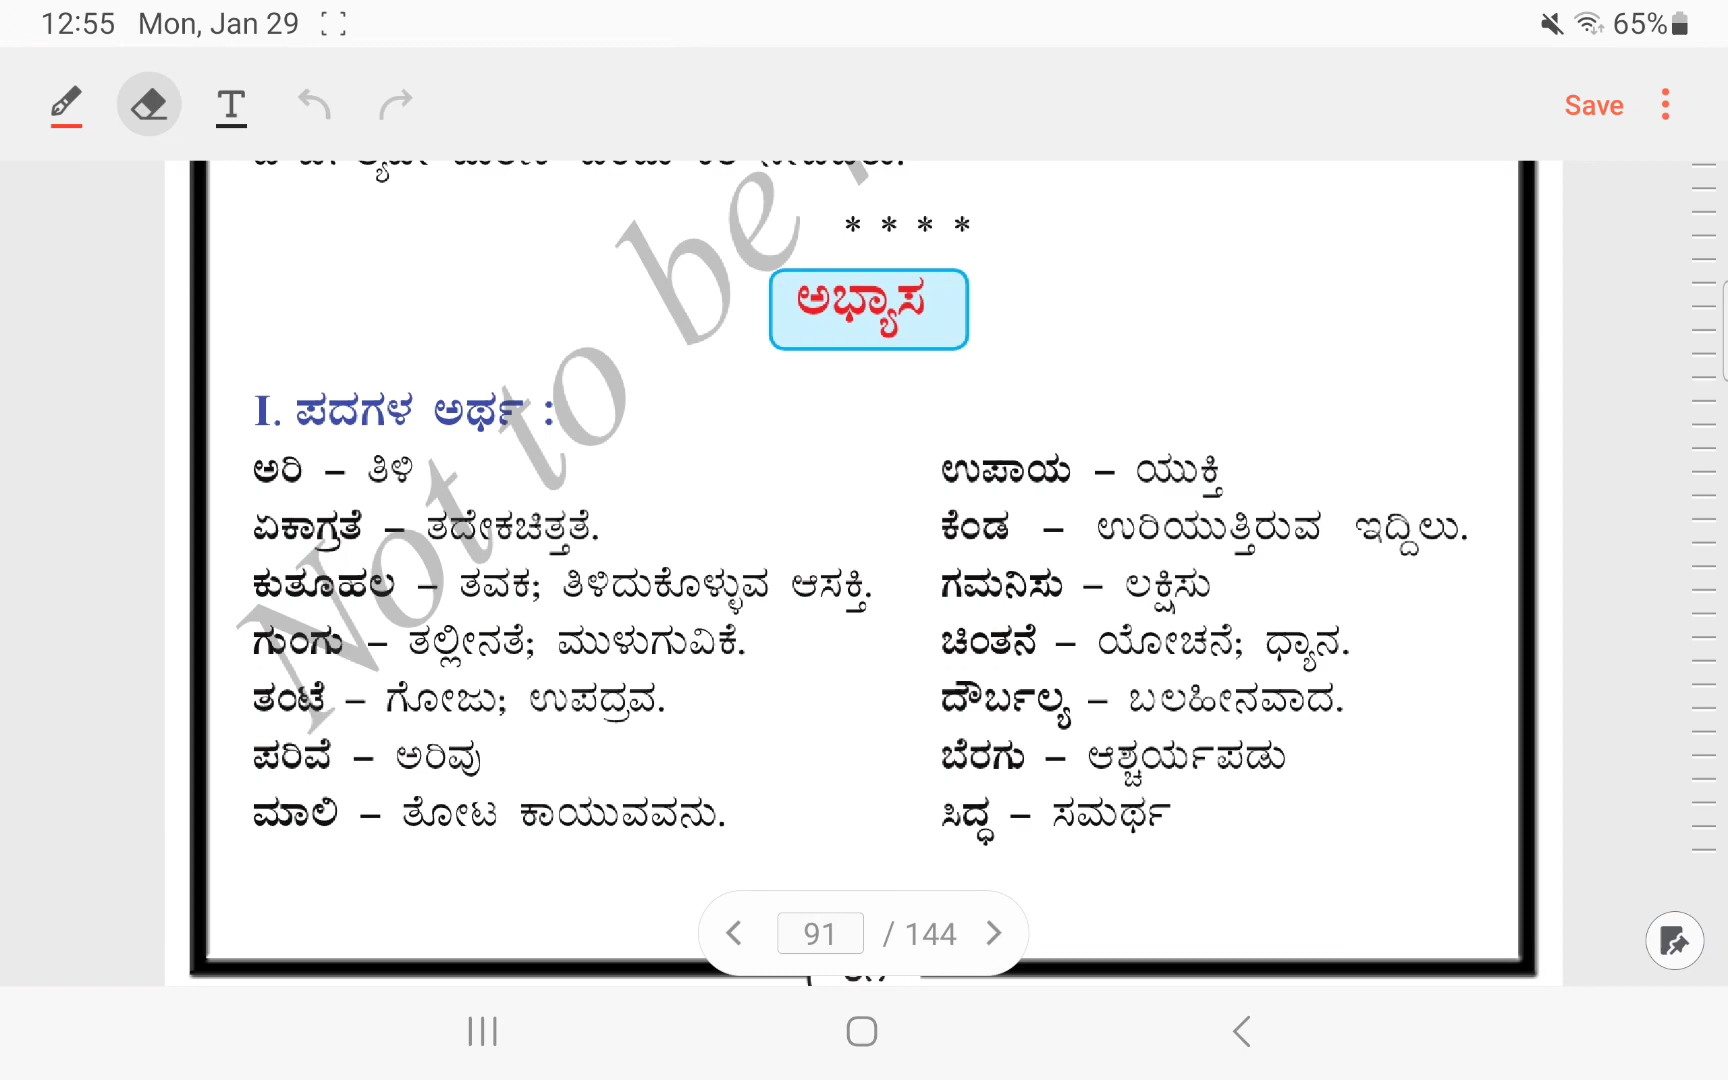 12:55 Mon, Jan 29
65%
Save
* * * *
ಅಭ್ಯಾಸ
I. ಪದಗಳ ಅರ್ಥ :
ಅರಿ – ತಿಳಿ
ಉಪಾಯ – ಯುಕ್ತಿ
ಏಕಾಗ್ರತೆ – ತದೇಕಚಿತ್ತತೆ.
ಕೆಂಡ – ಉರಿಯುತ್ತಿರುವ ಇದ್ದಿಲು.
ಕುತೂಹಲ – ತವಕ; ತಿಳಿದುಕೊಳ್ಳುವ ಆಸಕ್ತಿ.
ಗಮನಿಸು – ಲಕ್ಷಿಸು
ಗುಂಗು – ತಲ್ಲೀನತೆ; ಮುಳುಗುವಿಕೆ.
ಚಿಂತನೆ – ಯೋಚನೆ; ಧ್ಯಾನ.
ತಂಟೆ – ಗೋಜು; ಉಪದ್ರವ.
ದೌರ್ಬಲ್ಯ – ಬಲಹೀನವಾದ.
ಪರಿವೆ – ಅರಿವು
ಬೆರಗು – ಆಶ್ಚರ್ಯಪಡು
ಮಾಲಿ – ತೋಟ ಕಾಯುವವನು.
ಸಿದ್ಧ – ಸಮರ್ಥ
Not to be
91 / 144